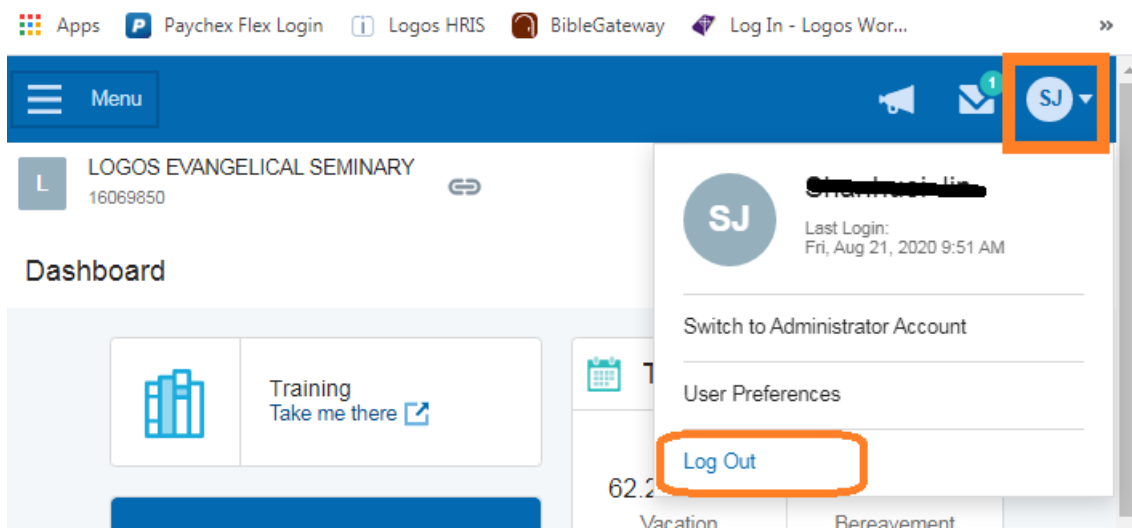 Apps Paychex Flex Login Logos HRIS BibleGateway Log In - Logos Wor... »
Menu 1 SJ
L LOGOS EVANGELICAL SEMINARY
16069850
SJ
Last Login:
Fri, Aug 21, 2020 9:51 AM
Dashboard
Switch to Administrator Account
Training
Take me there
User Preferences
Log Out
62.2
Vacation Bereavement